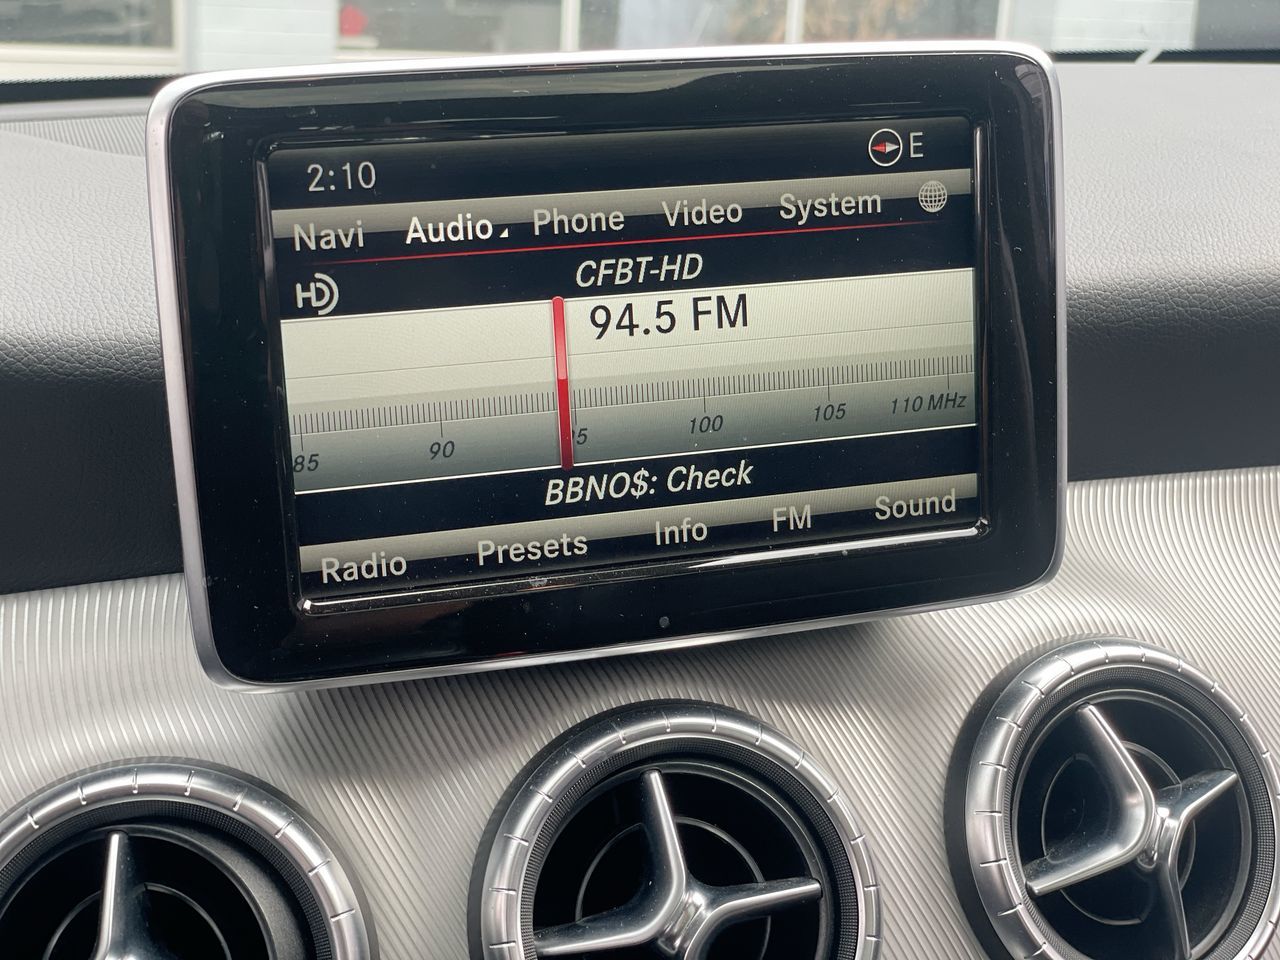 2:10 E
Navi Audio Phone Video System
HD CFBT-HD
94.5 FM
85 90 95 100 105 110 MHz
BBNO$: Check
Radio Presets Info FM Sound